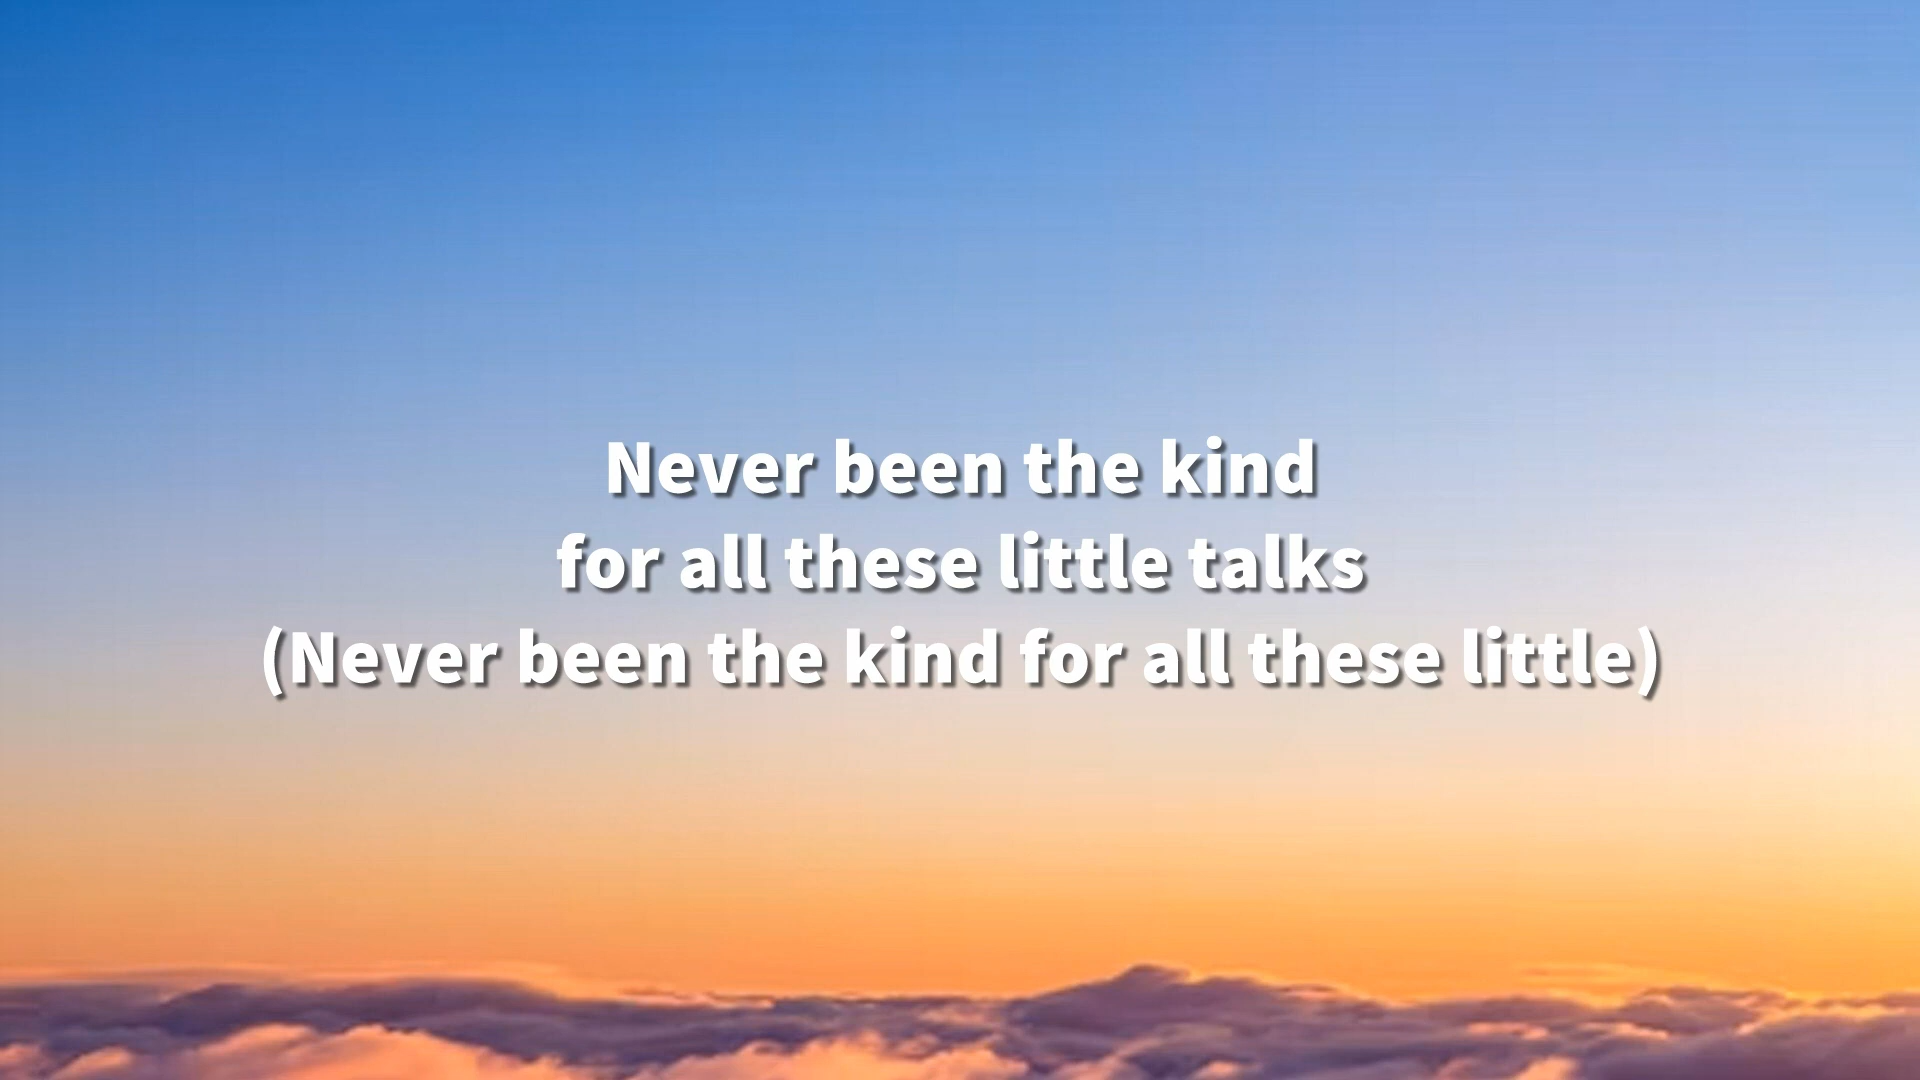 Never been the kind
for all these little talks
(Never been the kind for all these little)